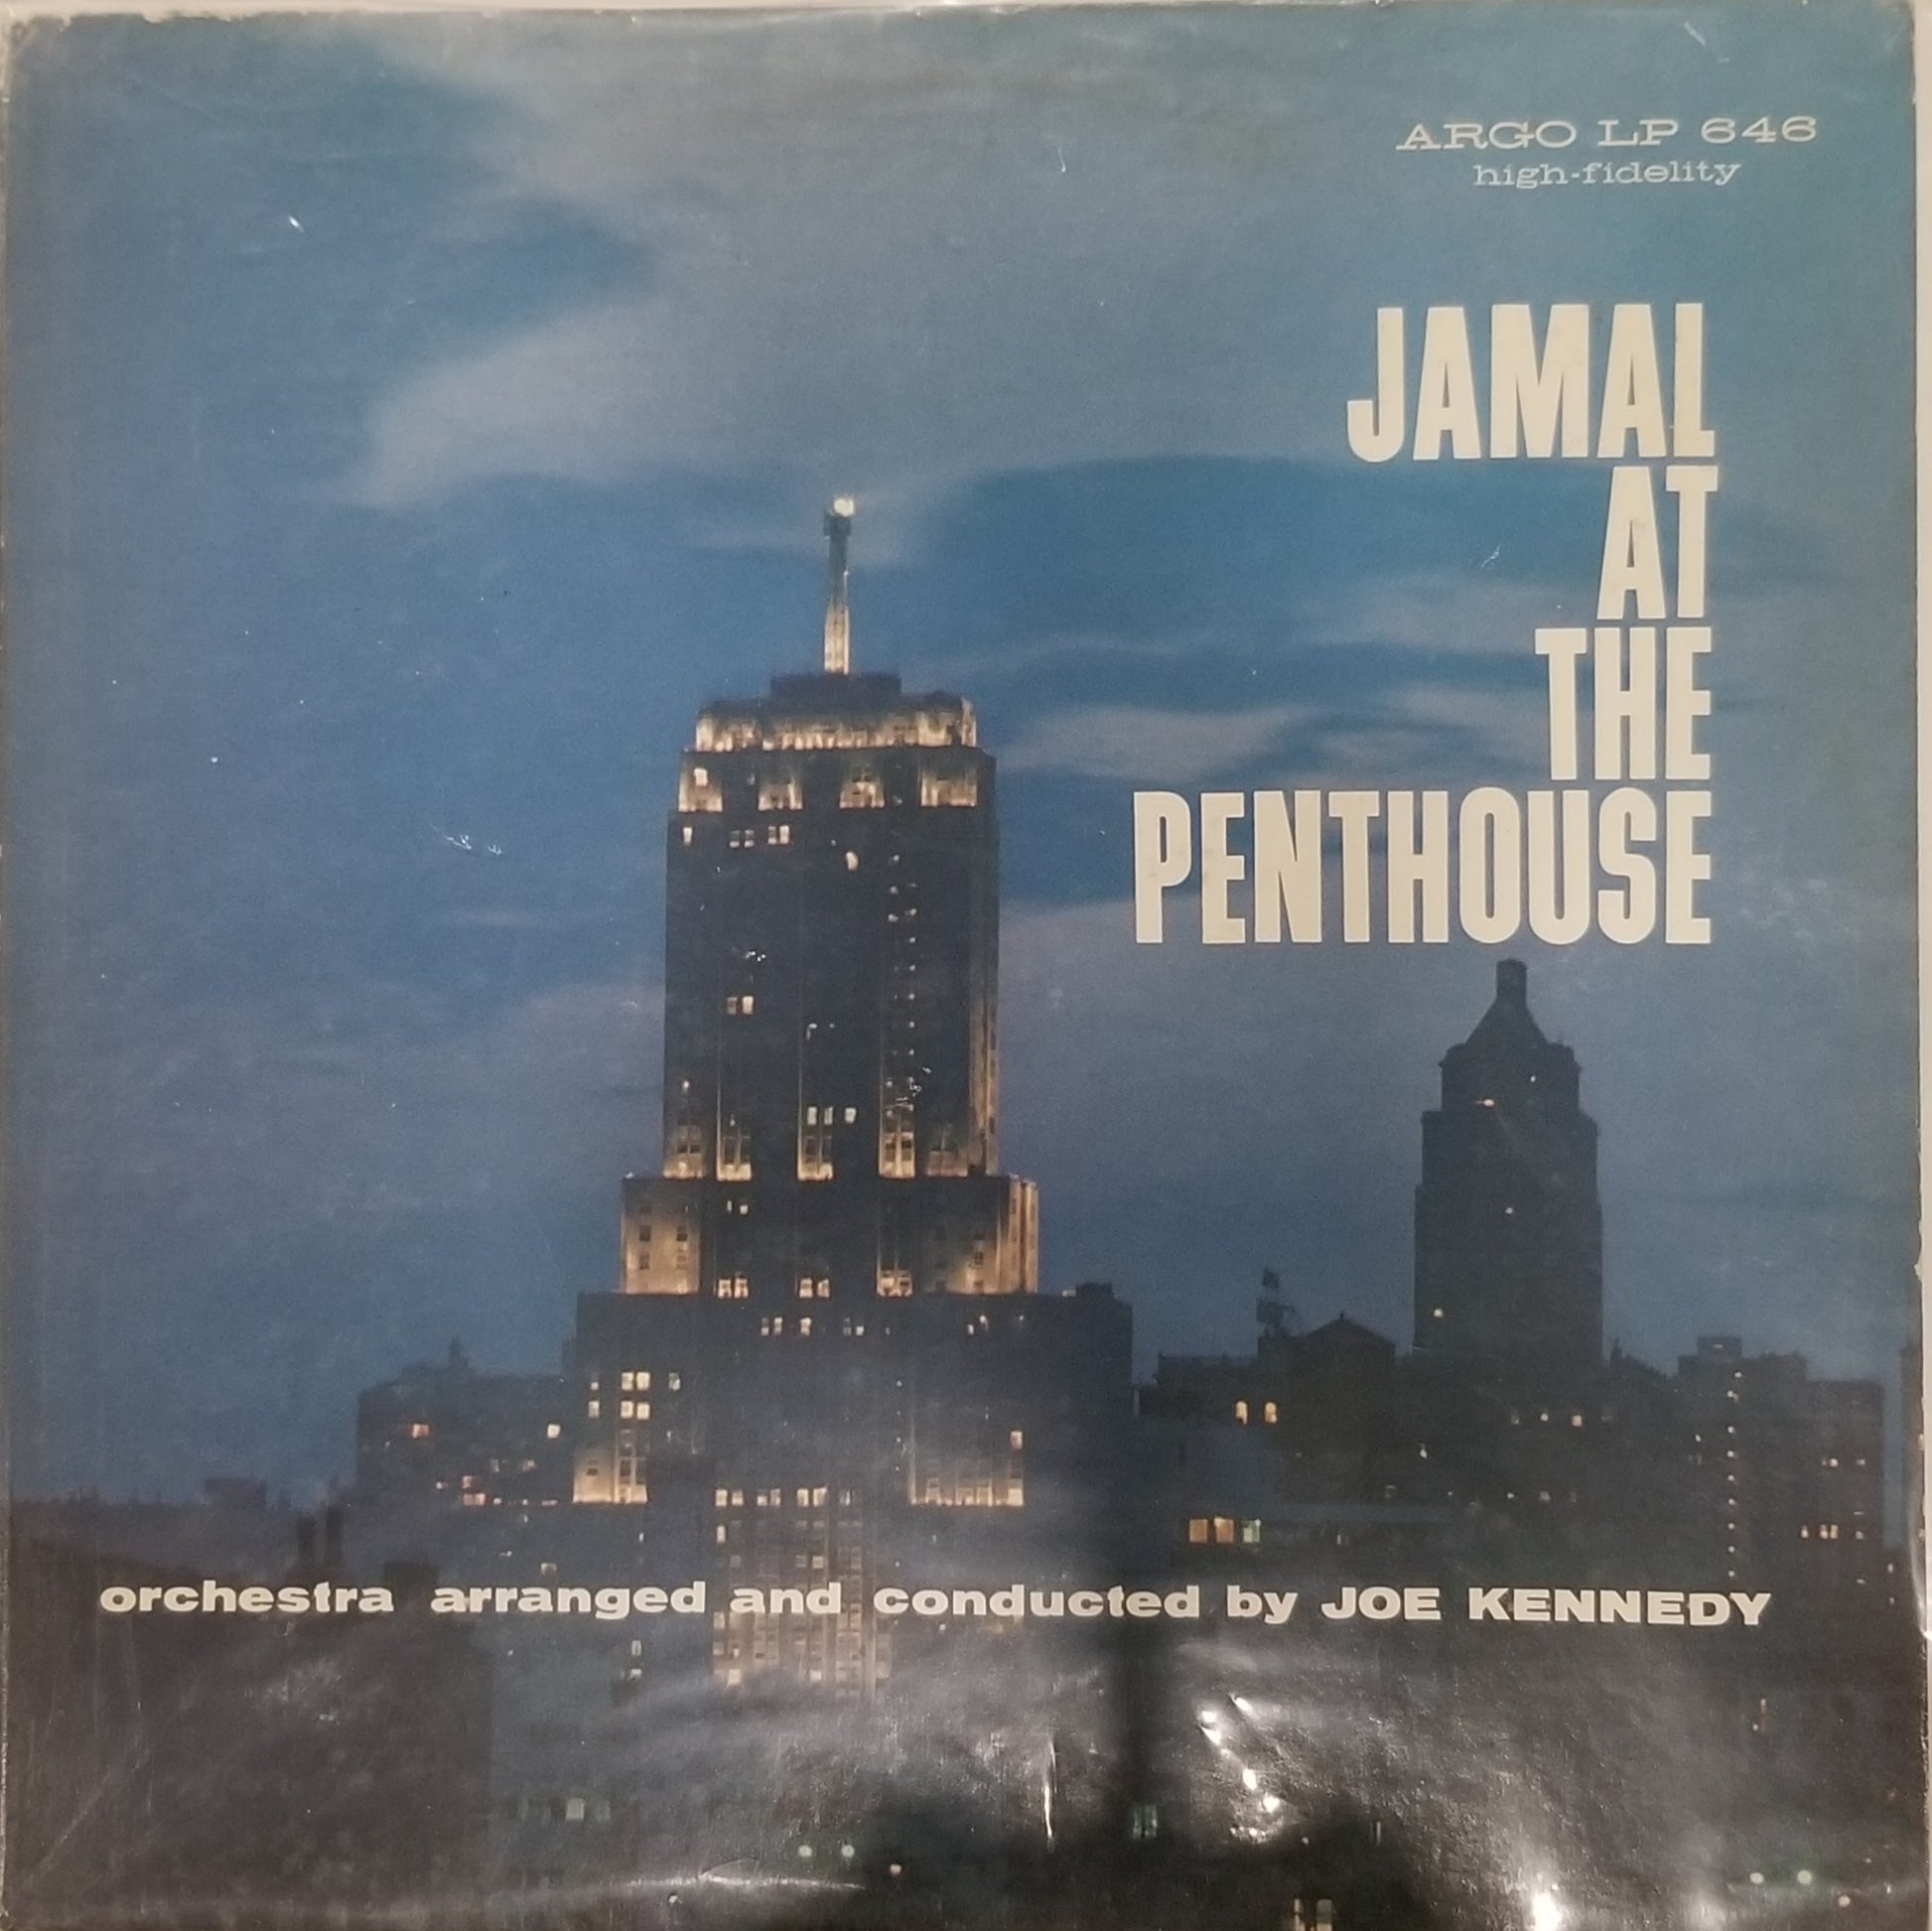 ARGO LP 646
high-fidelity
JAMAL
AT
THE
PENTHOUSE
orchestra arranged and conducted by JOE KENNEDY